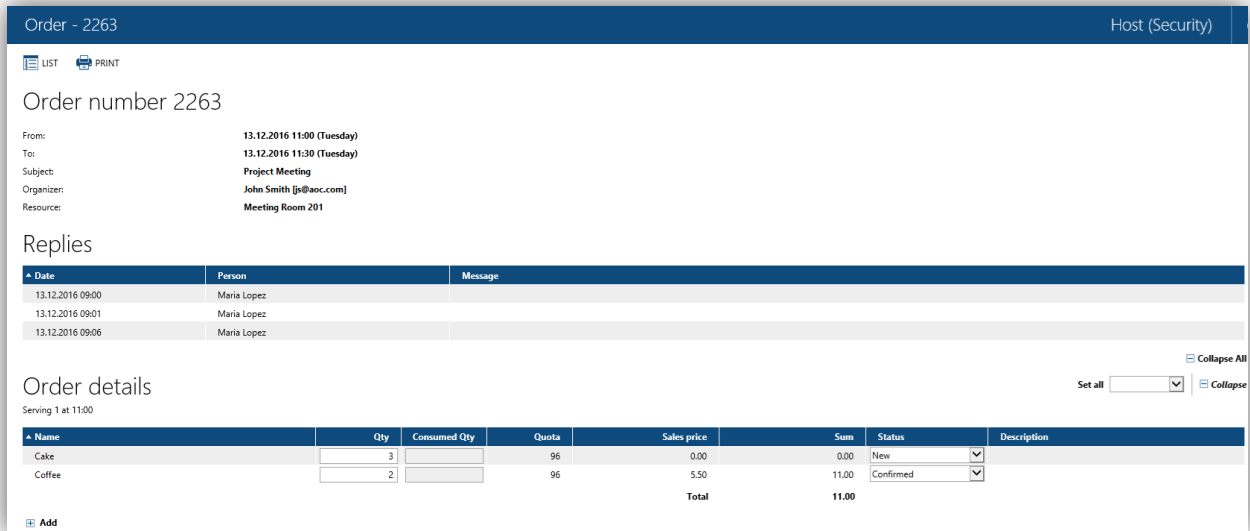 Order - 2263 Host (Security)
LIST PRINT
Order number 2263
From: 13.12.2016 11:00 (Tuesday)
To: 13.12.2016 11:30 (Tuesday)
Subject: Project Meeting
Organizer: John Smith [js@aoc.com]
Resource: Meeting Room 201
Replies
Date Person Message
13.12.2016 09:00 Maria Lopez
13.12.2016 09:01 Maria Lopez
13.12.2016 09:06 Maria Lopez
Collapse All
Order details Set all Collapse
Serving 1 at 11:00
Name Qty Consumed Qty Quota Sales price Sum Status Description
Cake 3 96 0.00 0.00 New
Coffee 2 96 5.50 11.00 Confirmed
Total 11.00
Add